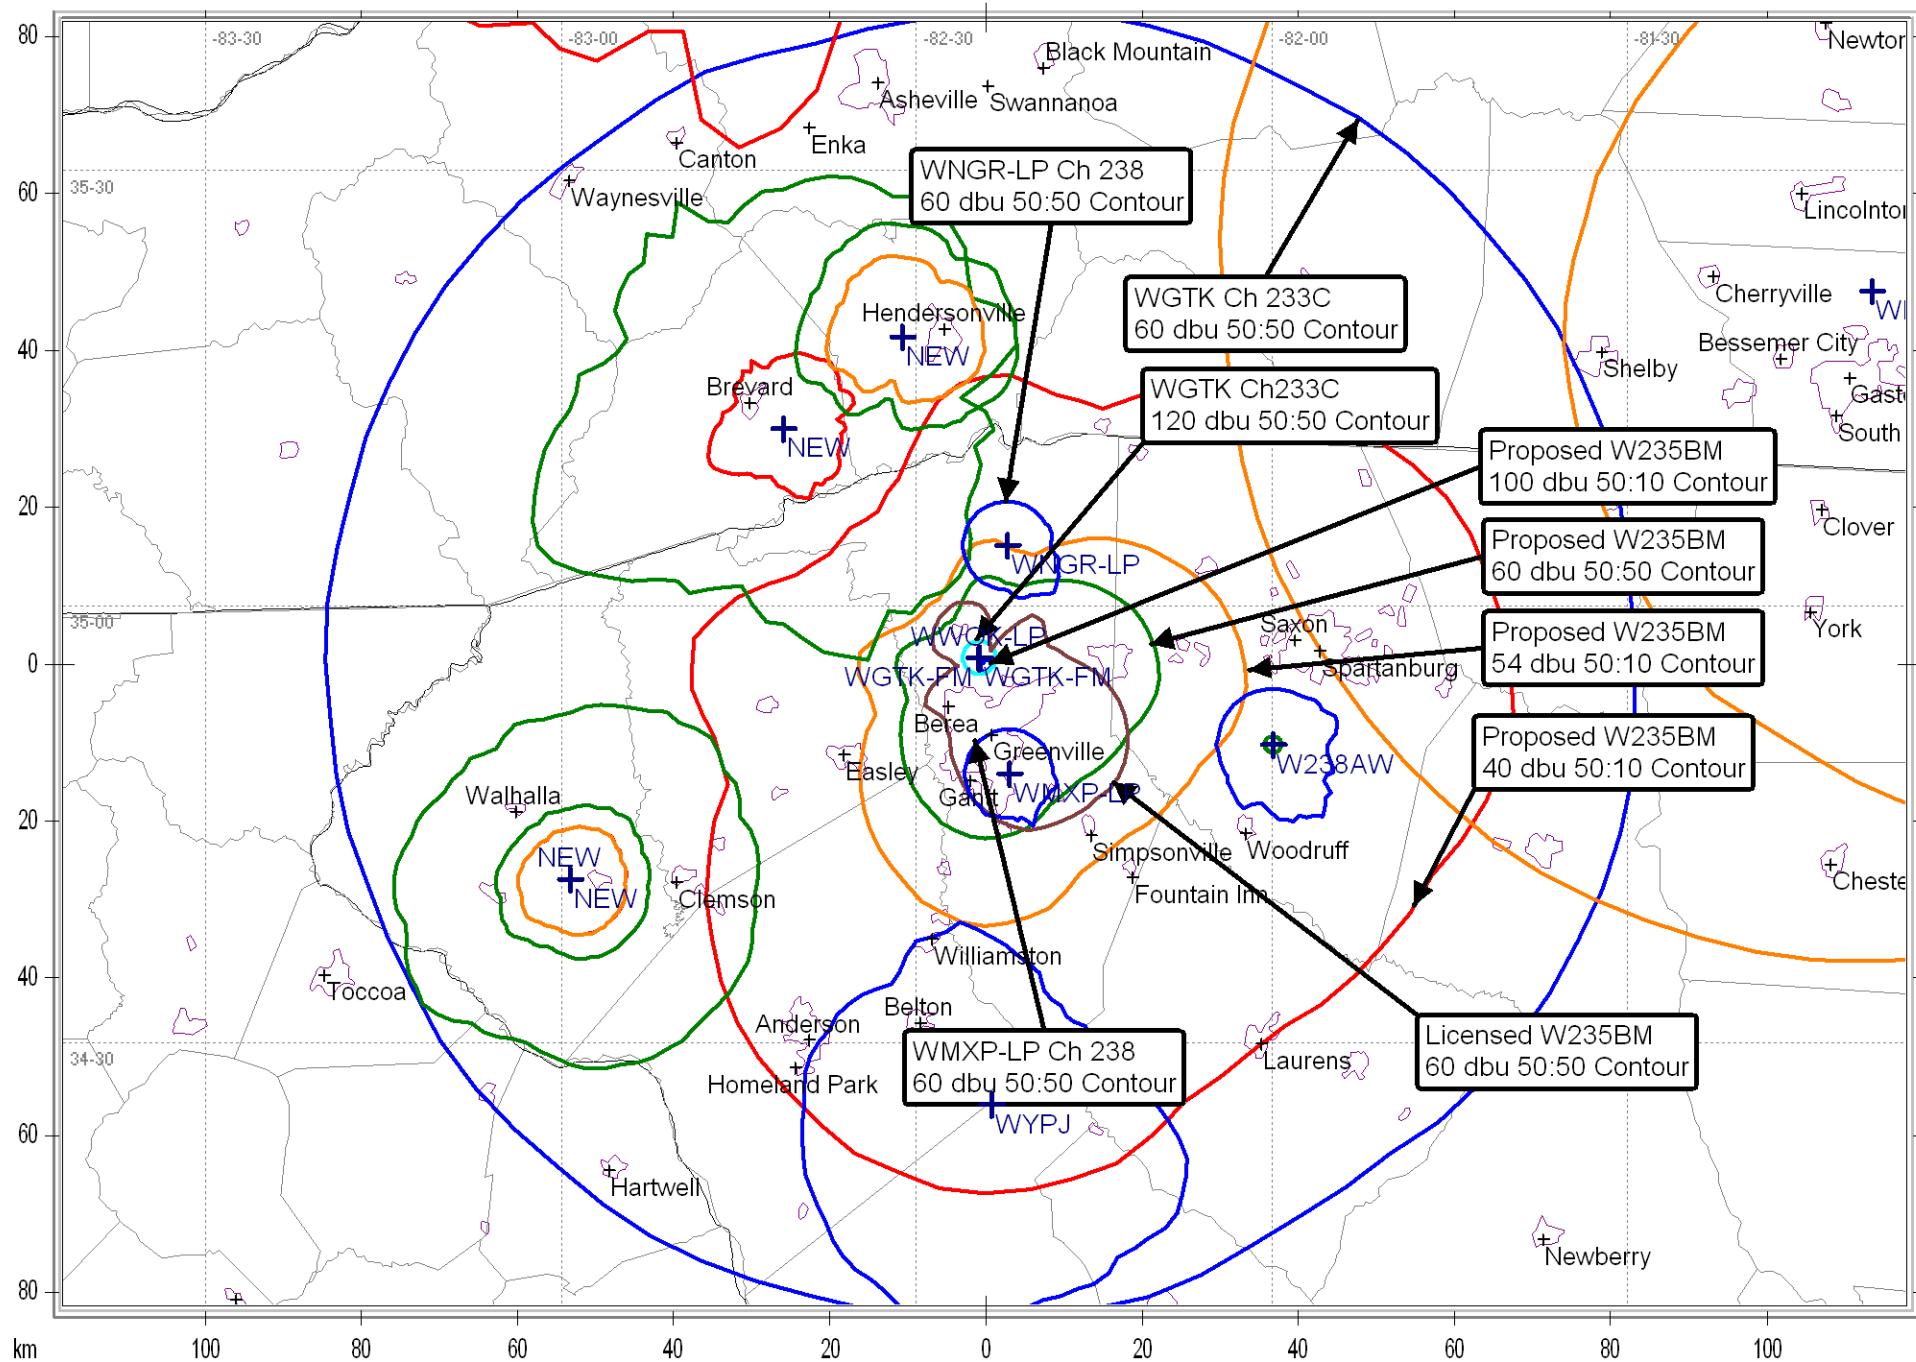 80
-83-30
-83-00
-82-30
-82-00
-81-30
Black Mountain
Asheville
Swannanoa
Enka
Canton
Waynesville
35-30
60
WNGR-LP Ch 238
60 dbu 50:50 Contour
Lincolnto
WGTK Ch 233C
60 dbu 50:50 Contour
Cherryville
Hendersonville
NEW
Bessemer City
Shelby
40
Brevard
NEW
WGTK Ch233C
120 dbu 50:50 Contour
South
Proposed W235BM
100 dbu 50:10 Contour
20
Clover
WNGR-LP
Proposed W235BM
60 dbu 50:50 Contour
35-00
Saxon
York
Proposed W235BM
54 dbu 50:10 Contour
0
WGTK-FM
WGTK-FM
Spartanburg
Berea
Greenville
Easley
Gantt
WMXP-LP
W238AW
Proposed W235BM
40 dbu 50:10 Contour
Walhalla
20
Simpsonville
Woodruff
NEW
NEW
Clemson
Fountain Inn
Cheste
Williamston
40
Toccoa
Anderson
Belton
34-30
Homeland Park
WMXP-LP Ch 238
60 dbu 50:50 Contour
Laurens
Licensed W235BM
60 dbu 50:50 Contour
WYPJ
60
Hartwell
Newberry
80
km
100
80
60
40
20
0
20
40
60
80
100